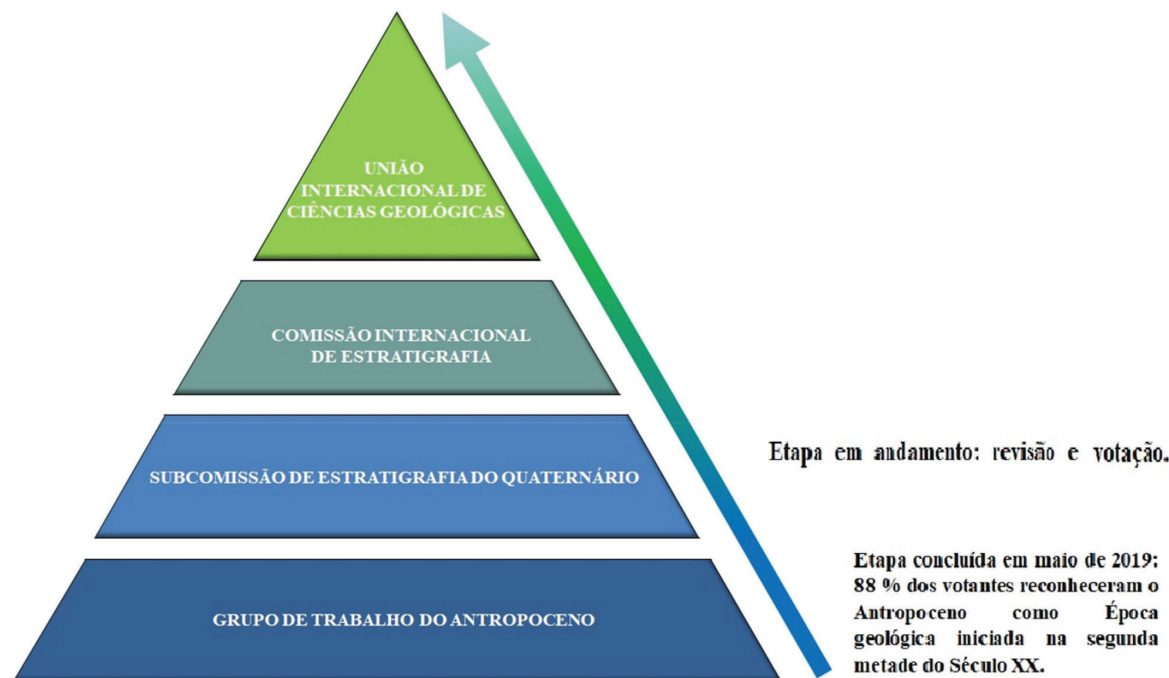 UNIÃO
INTERNACIONAL DE
CIÊNCIAS GEOLÓGICAS
COMISSÃO INTERNACIONAL
DE ESTRATIGRAFIA
SUBCOMISSÃO DE ESTRATIGRAFIA DO QUATERNÁRIO
Etapa em andamento: revisão e votação.
GRUPO DE TRABALHO DO ANTROPOCENO
Etapa concluída em maio de 2019:
88 % dos votantes reconheceram o
Antropoceno como Época
geológica iniciada na segunda
metade do Século XX.